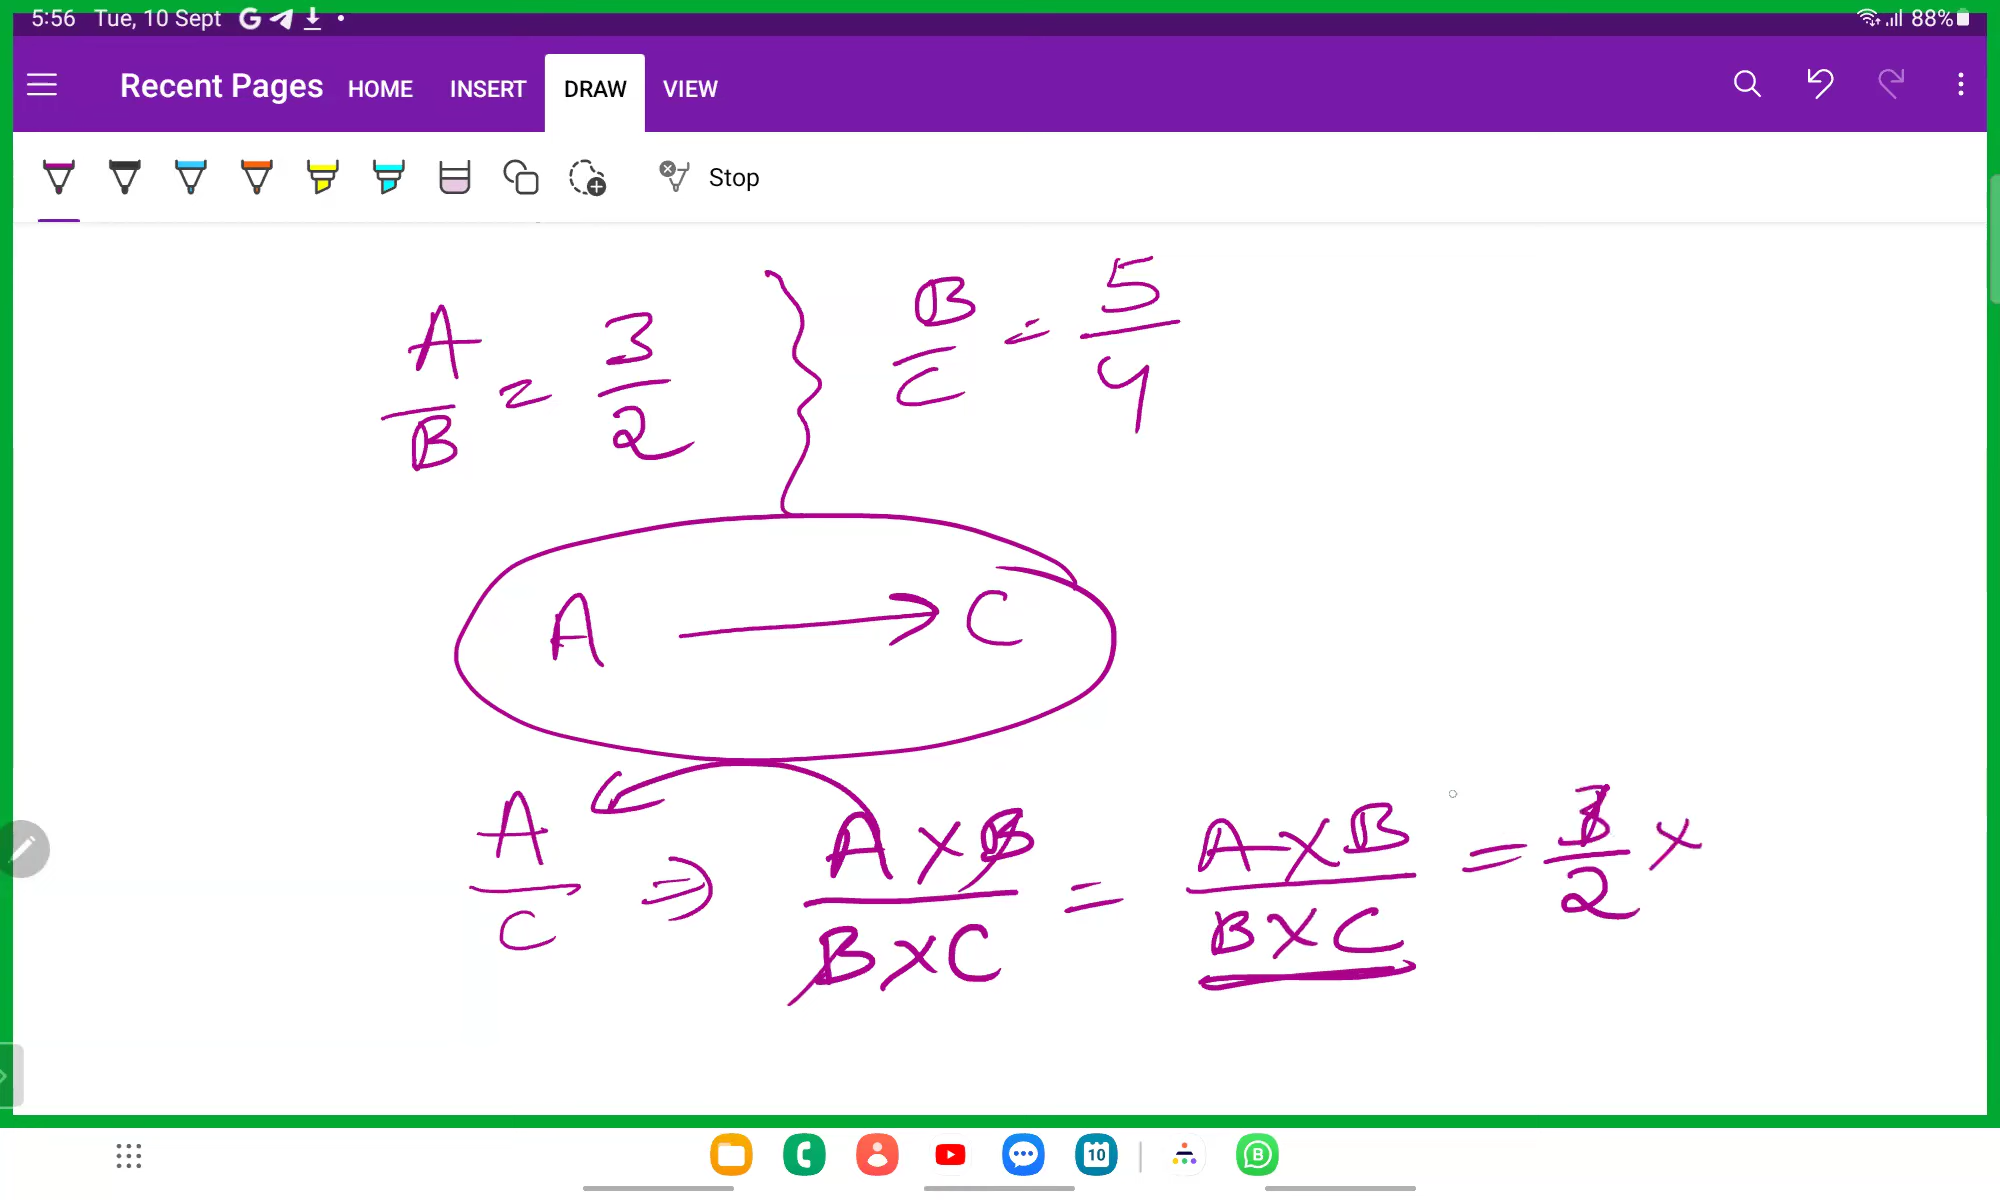 5:56 Tue, 10 Sept G 88%
Recent Pages HOME INSERT DRAW VIEW
Stop
A/B = 3/2 B/C = 5/4
A → C
A/C ⇒ A×B/B×C = A×B/B×C = 3/2 ×
10 B